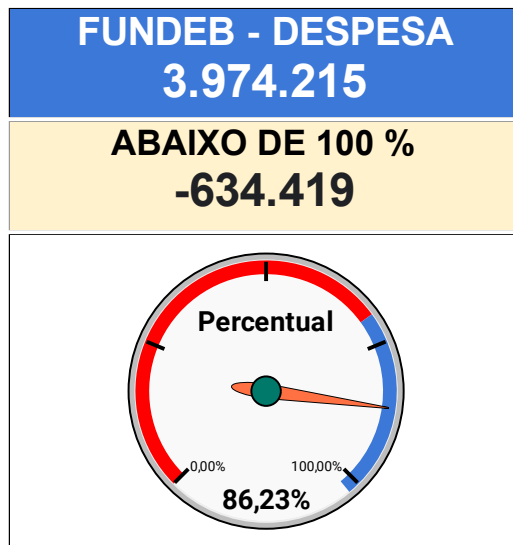 FUNDEB - DESPESA
3.974.215
ABAIXO DE 100 %
-634.419
Percentual
0,00% 100,00%
86,23%